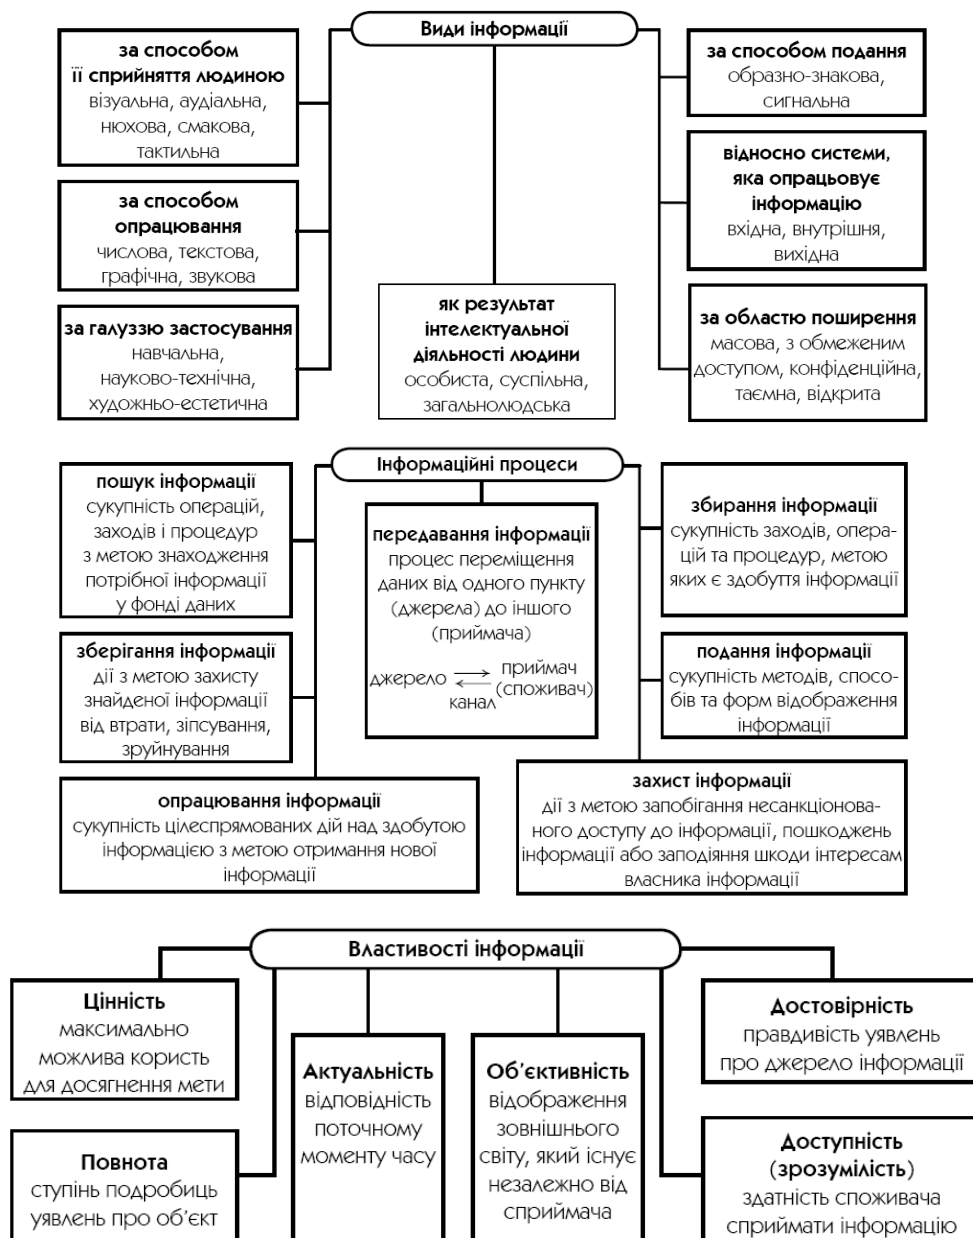 Види інформації
за способом
її сприйняття людиною
візуальна, аудіальна,
нюхова, смакова,
тактильна
за способом
опрацювання
числова, текстова,
графічна, звукова
за галуззю застосування
навчальна,
науково-технічна,
художньо-естетична
як результат
інтелектуальної
діяльності людини
особиста, суспільна,
загальнолюдська
за способом подання
образно-знакова,
сигнальна
відносно системи,
яка опрацьовує
інформацію
вхідна, внутрішня,
вихідна
за областю поширення
масова, з обмеженим
доступом, конфіденційна,
таємна, відкрита
Інформаційні процеси
пошук інформації
сукупність операцій,
заходів і процедур
з метою знаходження
потрібної інформації
у фонді даних
зберігання інформації
дії з метою захисту
знайденої інформації
від втрати, зіпсування,
зруйнування
опрацювання інформації
сукупність цілеспрямованих дій над здобутою
інформацією з метою отримання нової
інформації
передавання інформації
процес переміщення
даних від одного пункту
(джерела) до іншого
(приймача)
джерело
канал
приймач
(споживач)
збирання інформації
сукупність заходів, опера-
цій та процедур, метою
яких є здобуття інформації
подання інформації
сукупність методів, спосо-
бів та форм відображення
інформації
захист інформації
дії з метою запобігання несанкціонова-
ного доступу до інформації, пошкоджень
інформації або заподіяння шкоди інтересам
власника інформації
Властивості інформації
Цінність
максимально
можлива користь
для досягнення мети
Повнота
ступінь подробиць
уявлень про об’єкт
Актуальність
відповідність
поточному
моменту часу
Об’єктивність
відображення
зовнішнього
світу, який існує
незалежно від
сприймача
Достовірність
правдивість уявлень
про джерело інформації
Доступність
(зрозумілість)
здатність споживача
сприймати інформацію